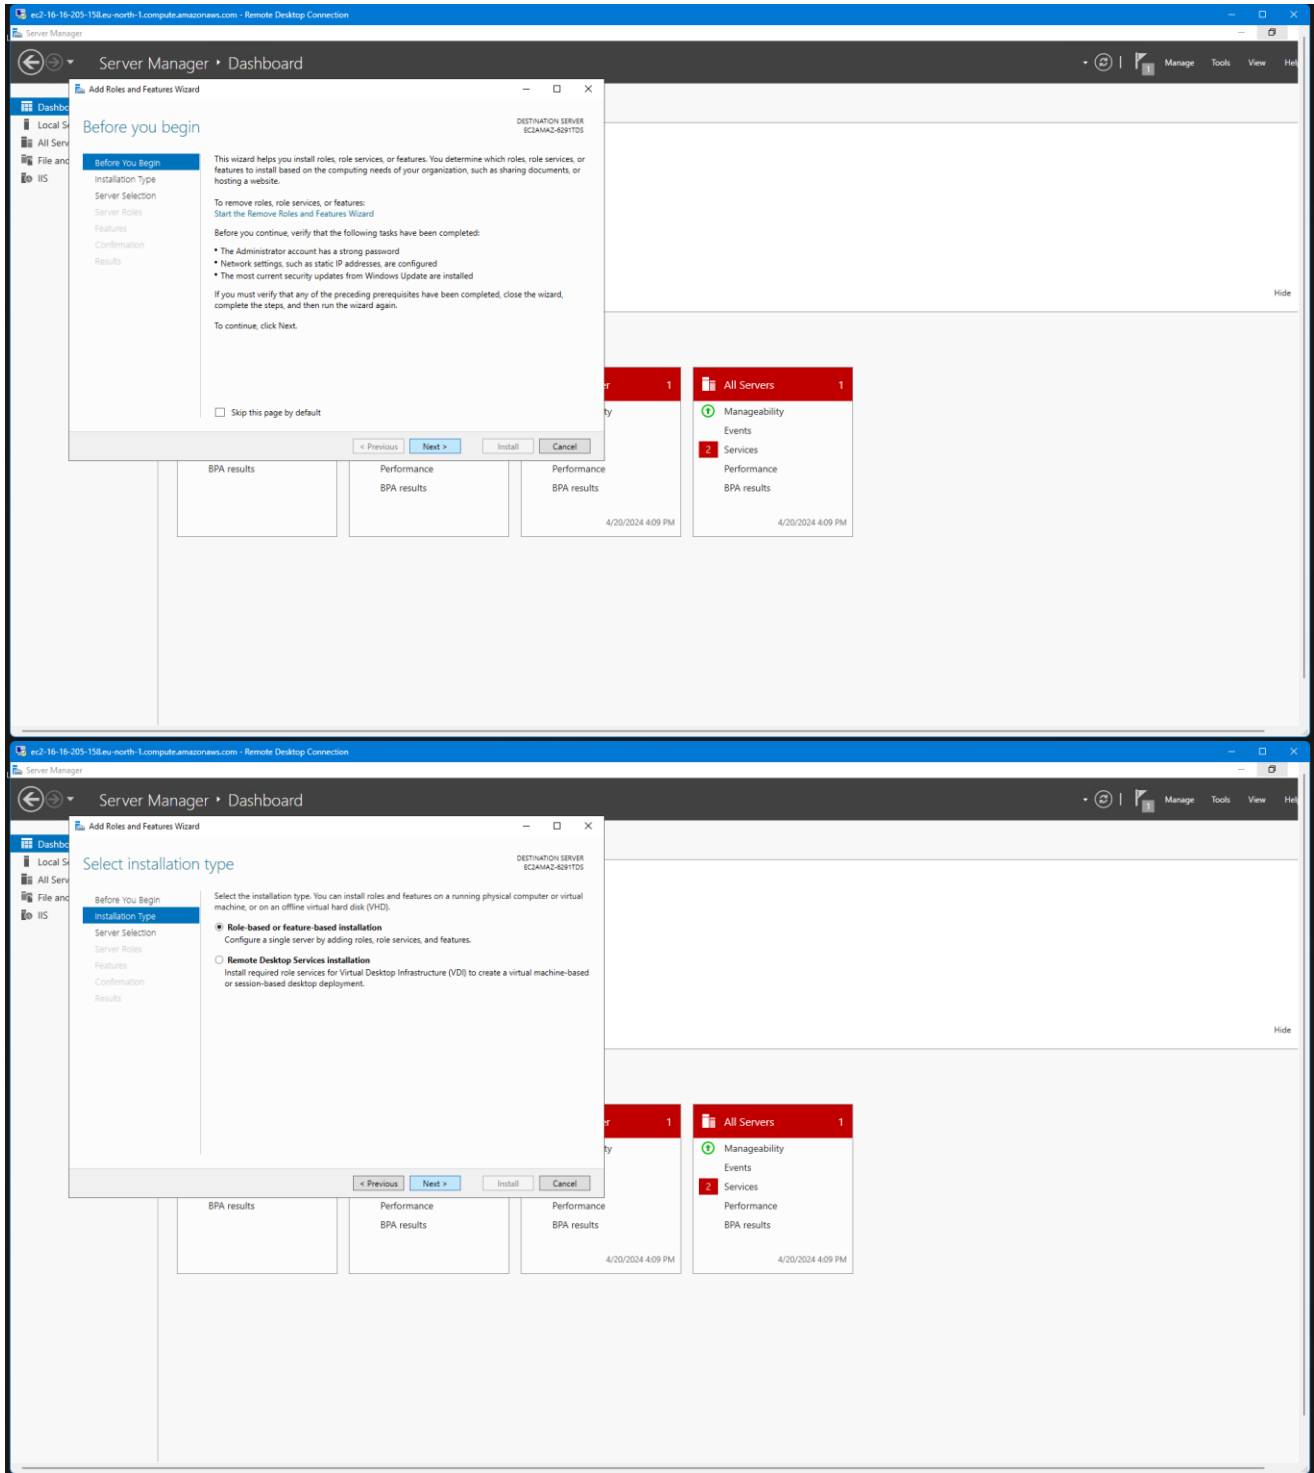 ec2-16-16-205-158.eu-north-1.compute.amazonaws.com - Remote Desktop Connection
Server Manager
Server Manager • Dashboard
1
Manage Tools View Hel
Dashbo
Local Se
All Serv
File and
IIS
Add Roles and Features Wizard
Before you begin
DESTINATION SERVER
EC2AMAZ-6291TDS
Before You Begin
Installation Type
Server Selection
Server Roles
Features
Confirmation
Results
This wizard helps you install roles, role services, or features. You determine which roles, role services, or
features to install based on the computing needs of your organization, such as sharing documents, or
hosting a website.
To remove roles, role services, or features:
Start the Remove Roles and Features Wizard
Before you continue, verify that the following tasks have been completed:
• The Administrator account has a strong password
• Network settings, such as static IP addresses, are configured
• The most current security updates from Windows Update are installed
If you must verify that any of the preceding prerequisites have been completed, close the wizard,
complete the steps, and then run the wizard again.
To continue, click Next.
Skip this page by default
< Previous Next > Install Cancel
Hide
BPA results
Performance
BPA results
r 1
ty
Performance
BPA results
4/20/2024 4:09 PM
All Servers 1
Manageability
Events
2 Services
Performance
BPA results
4/20/2024 4:09 PM
ec2-16-16-205-158.eu-north-1.compute.amazonaws.com - Remote Desktop Connection
Server Manager
Server Manager • Dashboard
1
Manage Tools View Hel
Dashbo
Local Se
All Serv
File and
IIS
Add Roles and Features Wizard
Select installation type
DESTINATION SERVER
EC2AMAZ-6291TDS
Before You Begin
Installation Type
Server Selection
Server Roles
Features
Confirmation
Results
Select the installation type. You can install roles and features on a running physical computer or virtual
machine, or on an offline virtual hard disk (VHD).
Role-based or feature-based installation
Configure a single server by adding roles, role services, and features.
Remote Desktop Services installation
Install required role services for Virtual Desktop Infrastructure (VDI) to create a virtual machine-based
or session-based desktop deployment.
< Previous Next > Install Cancel
Hide
BPA results
Performance
BPA results
r 1
ty
Performance
BPA results
4/20/2024 4:09 PM
All Servers 1
Manageability
Events
2 Services
Performance
BPA results
4/20/2024 4:09 PM